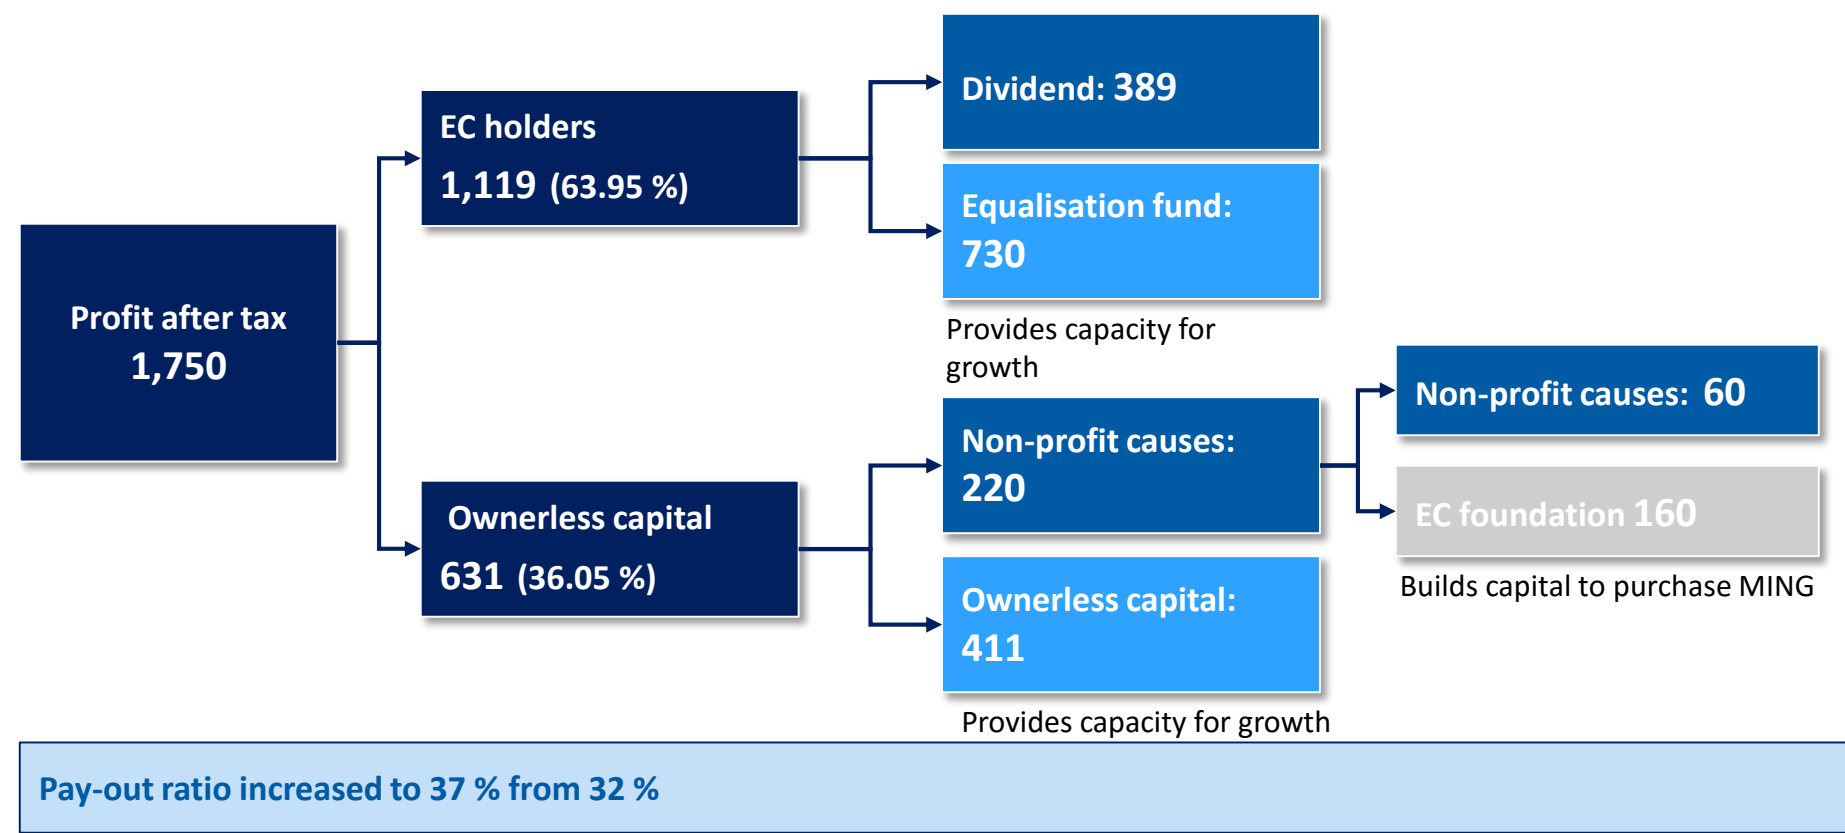 Profit after tax
1,750
EC holders
1,119 (63.95 %)
Ownerless capital
631 (36.05 %)
Dividend: 389
Equalisation fund:
730
Provides capacity for
growth
Non-profit causes:
220
Ownerless capital:
411
Provides capacity for growth
Non-profit causes: 60
EC foundation 160
Builds capital to purchase MING
Pay-out ratio increased to 37 % from 32 %